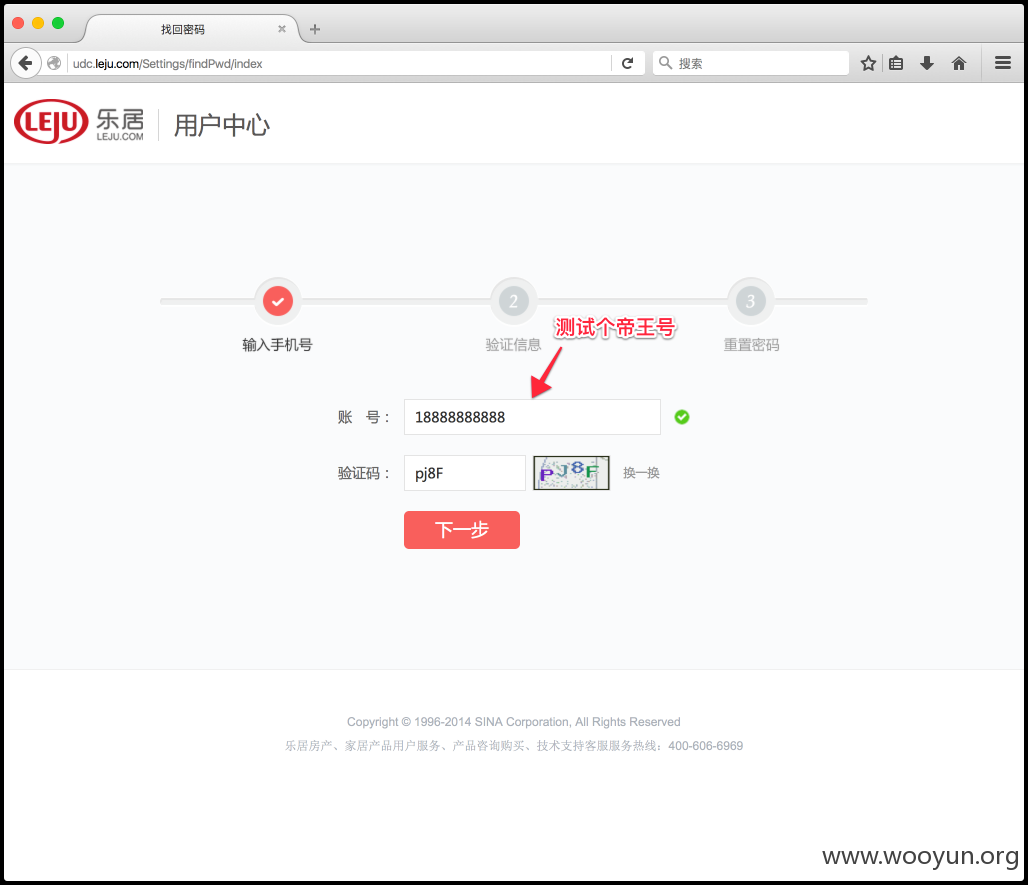 找回密码
udc.leju.com/Settings/findPwd/index
搜索
LEJU 乐居 LEJU.COM 用户中心
2 3
测试个帝王号
输入手机号 验证信息 重置密码
账 号： 18888888888
验证码： pj8F PJ8F 换一换
下一步
Copyright © 1996-2014 SINA Corporation, All Rights Reserved
乐居房产、家居产品用户服务、产品咨询购买、技术支持客服服务热线：400-606-6969
www.wooyun.org